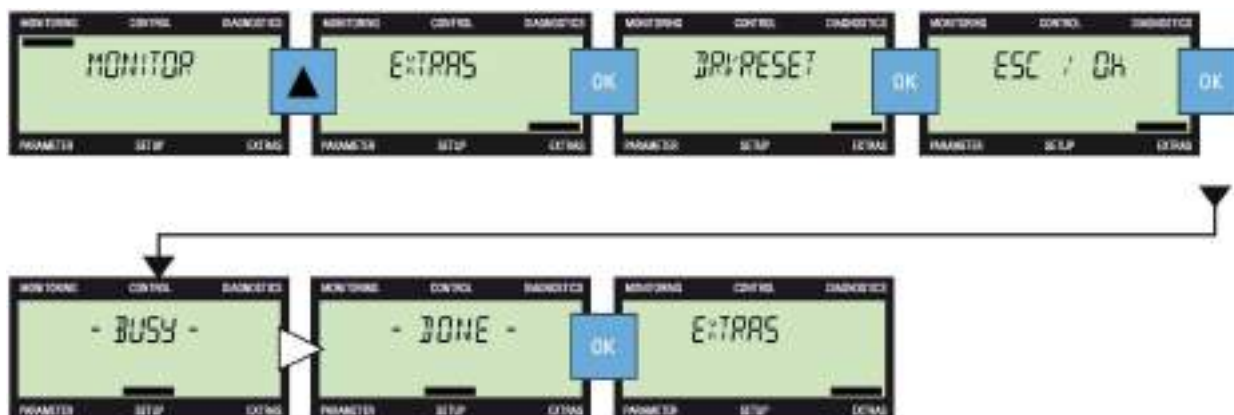 MONITORING CONTROL DIAGNOSTICS
MONITOR
PARAMETER SETUP EXTRAS
▲
MONITORING CONTROL DIAGNOSTICS
EXTRAS
PARAMETER SETUP EXTRAS
OK
MONITORING CONTROL DIAGNOSTICS
DRVRESET
PARAMETER SETUP EXTRAS
OK
MONITORING CONTROL DIAGNOSTICS
ESC / OK
PARAMETER SETUP EXTRAS
OK
MONITORING CONTROL DIAGNOSTICS
- BUSY -
PARAMETER SETUP EXTRAS
MONITORING CONTROL DIAGNOSTICS
- DONE -
PARAMETER SETUP EXTRAS
OK
MONITORING CONTROL DIAGNOSTICS
EXTRAS
PARAMETER SETUP EXTRAS